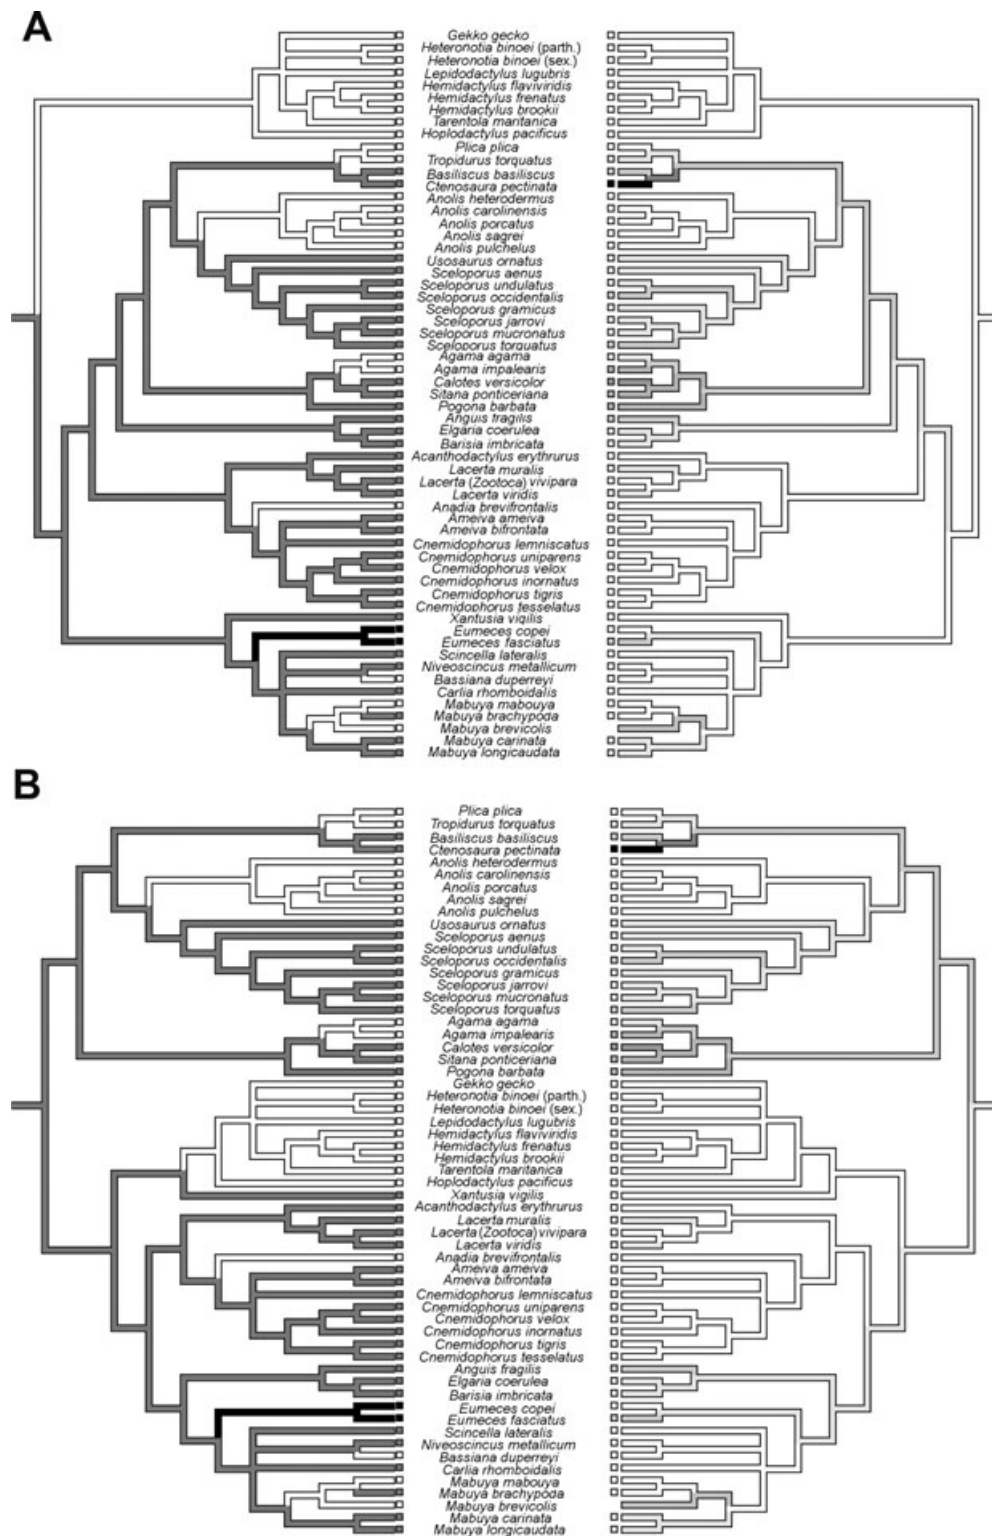 A
Gekko gecko
Heteronotia binoei (parth.)
Heteronotia binoei (sex.)
Lepidodactylus lugubris
Hemidactylus flaviviridis
Hemidactylus frenatus
Hemidactylus brookii
Tarentola maritanica
Hoplodactylus pacificus
Plica plica
Tropidurus torquatus
Basiliscus basiliscus
Ctenosaura pectinata
Anolis heterodermus
Anolis carolinensis
Anolis porcatus
Anolis sagrei
Anolis pulchelus
Usosaurus ornatus
Sceloporus aenus
Sceloporus undulatus
Sceloporus occidentalis
Sceloporus gramicus
Sceloporus jarrovi
Sceloporus mucronatus
Sceloporus torquatus
Agama agama
Agama impalearis
Calotes versicolor
Sitana ponticeriana
Pogona barbata
Anguis fragilis
Elgaria coerulea
Barisia imbricata
Acanthodactylus erythrurus
Lacerta muralis
Lacerta (Zootoca) vivipara
Lacerta viridis
Anadia brevifrontalis
Ameiva ameiva
Ameiva bifrontata
Cnemidophorus lemniscatus
Cnemidophorus uniparens
Cnemidophorus velox
Cnemidophorus inornatus
Cnemidophorus tigris
Cnemidophorus tesselatus
Xantusia vigilis
Eumeces copei
Eumeces fasciatus
Scincella lateralis
Niveoscincus metallicum
Bassiana duperreyi
Carlia rhomboidalis
Mabuya mabouya
Mabuya brachypoda
Mabuya brevicolis
Mabuya carinata
Mabuya longicaudata
B
Plica plica
Tropidurus torquatus
Basiliscus basiliscus
Ctenosaura pectinata
Anolis heterodermus
Anolis carolinensis
Anolis porcatus
Anolis sagrei
Anolis pulchelus
Usosaurus ornatus
Sceloporus aenus
Sceloporus undulatus
Sceloporus occidentalis
Sceloporus gramicus
Sceloporus jarrovi
Sceloporus mucronatus
Sceloporus torquatus
Agama agama
Agama impalearis
Calotes versicolor
Sitana ponticeriana
Pogona barbata
Gekko gecko
Heteronotia binoei (parth.)
Heteronotia binoei (sex.)
Lepidodactylus lugubris
Hemidactylus flaviviridis
Hemidactylus frenatus
Hemidactylus brookii
Tarentola maritanica
Hoplodactylus pacificus
Xantusia vigilis
Acanthodactylus erythrurus
Lacerta muralis
Lacerta (Zootoca) vivipara
Lacerta viridis
Anadia brevifrontalis
Ameiva ameiva
Ameiva bifrontata
Cnemidophorus lemniscatus
Cnemidophorus uniparens
Cnemidophorus velox
Cnemidophorus inornatus
Cnemidophorus tigris
Cnemidophorus tesselatus
Anguis fragilis
Elgaria coerulea
Barisia imbricata
Eumeces copei
Eumeces fasciatus
Scincella lateralis
Niveoscincus metallicum
Bassiana duperreyi
Carlia rhomboidalis
Mabuya mabouya
Mabuya brachypoda
Mabuya brevicolis
Mabuya carinata
Mabuya longicaudata